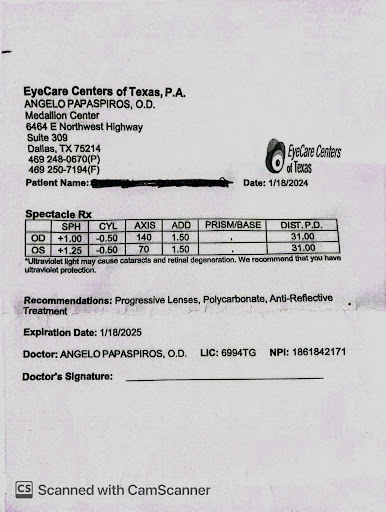 EyeCare Centers of Texas, P.A.
ANGELO PAPASPIROS, O.D.
Medallion Center
6464 E Northwest Highway
Suite 309
Dallas, TX 75214
469 248-0670(P)
469 250-7194(F)
EyeCare Centers
of Texas
Patient Name: Date: 1/18/2024
Spectacle Rx
SPH CYL AXIS ADD PRISM/BASE DIST. P.D.
OD +1.00 -0.50 140 1.50 , 31.00
OS +1.25 -0.50 70 1.50 , 31.00
*Ultraviolet light may cause cataracts and retinal degeneration. We recommend that you have
ultraviolet protection.
Recommendations: Progressive Lenses, Polycarbonate, Anti-Reflective
Treatment
Expiration Date: 1/18/2025
Doctor: ANGELO PAPASPIROS, O.D. LIC: 6994TG NPI: 1861842171
Doctor's Signature:
CS Scanned with CamScanner